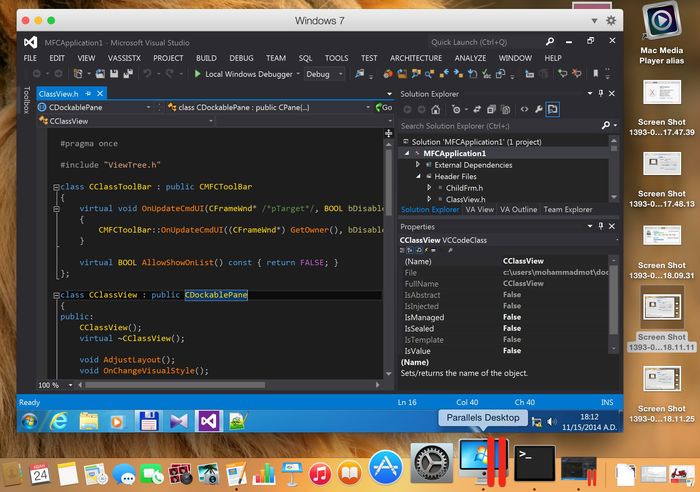 Windows 7
MFCApplication1 - Microsoft Visual Studio
Quick Launch (Ctrl+Q)
FILE EDIT VIEW VASSISTX PROJECT BUILD DEBUG TEAM SQL TOOLS TEST ARCHITECTURE ANALYZE WINDOW HELP
Local Windows Debugger Debug
Toolbox
ClassView.h
CDockablePane
class CDockablePane : public CPane{...}
Go
CClassView
#pragma once
#include "ViewTree.h"
class CClassToolBar : public CMFCToolBar
{
virtual void OnUpdateCmdUI(CFrameWnd* /*pTarget*/, BOOL bDisable
{
CMFCToolBar::OnUpdateCmdUI((CFrameWnd*) GetOwner(), bDisab
}
virtual BOOL AllowShowOnList() const { return FALSE; }
};
class CClassView : public CDockablePane
{
public:
CClassView();
virtual ~CClassView();
void AdjustLayout();
void OnChangeVisualStyle();
100 %
Solution Explorer
Search Solution Explorer (Ctrl+;)
Solution 'MFCApplication1' (1 project)
MFCApplication1
External Dependencies
Header Files
ChildFrm.h
ClassView.h
Solution Explorer VA View VA Outline Team Explorer
Properties
CClassView VCCodeClass
(Name) CClassView
File c:\users\mohammadmot\doc
FullName CClassView
IsAbstract False
IsInjected False
IsManaged False
IsSealed False
IsTemplate False
IsValue False
(Name)
Sets/returns the name of the object.
Ready Ln 16 Col 40 Ch 40 INS
18:12
11/15/2014 A.D.
Parallels Desktop
Mac Media
Player alias
Screen Shot
1393-0...17.47.39
Screen Shot
1393-0...17.48.13
Screen Shot
1393-0...18.09.31
Screen Shot
1393-0...18.11.11
Screen Shot
1393-0...18.11.25
24